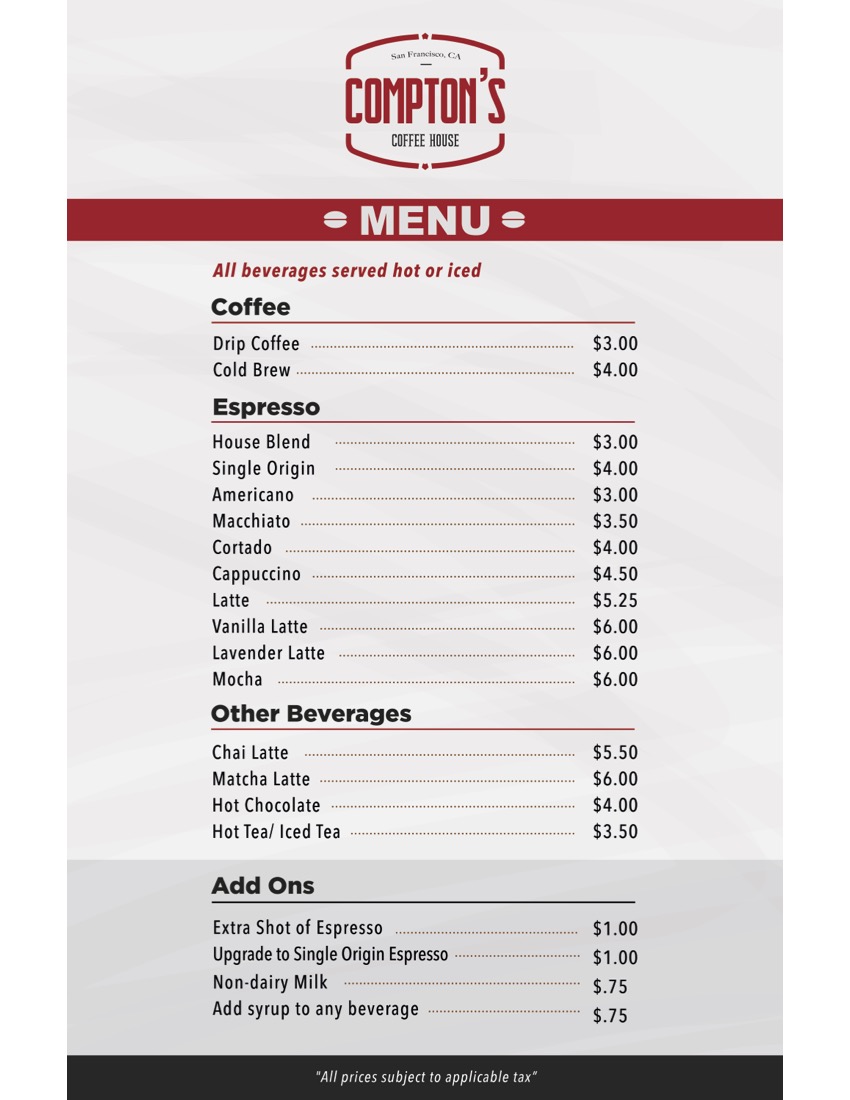 San Francisco, CA
COMPTON'S
COFFEE HOUSE
MENU
All beverages served hot or iced
Coffee
Drip Coffee $3.00
Cold Brew $4.00
Espresso
House Blend $3.00
Single Origin $4.00
Americano $3.00
Macchiato $3.50
Cortado $4.00
Cappuccino $4.50
Latte $5.25
Vanilla Latte $6.00
Lavender Latte $6.00
Mocha $6.00
Other Beverages
Chai Latte $5.50
Matcha Latte $6.00
Hot Chocolate $4.00
Hot Tea/ Iced Tea $3.50
Add Ons
Extra Shot of Espresso $1.00
Upgrade to Single Origin Espresso $1.00
Non-dairy Milk $.75
Add syrup to any beverage $.75
"All prices subject to applicable tax"